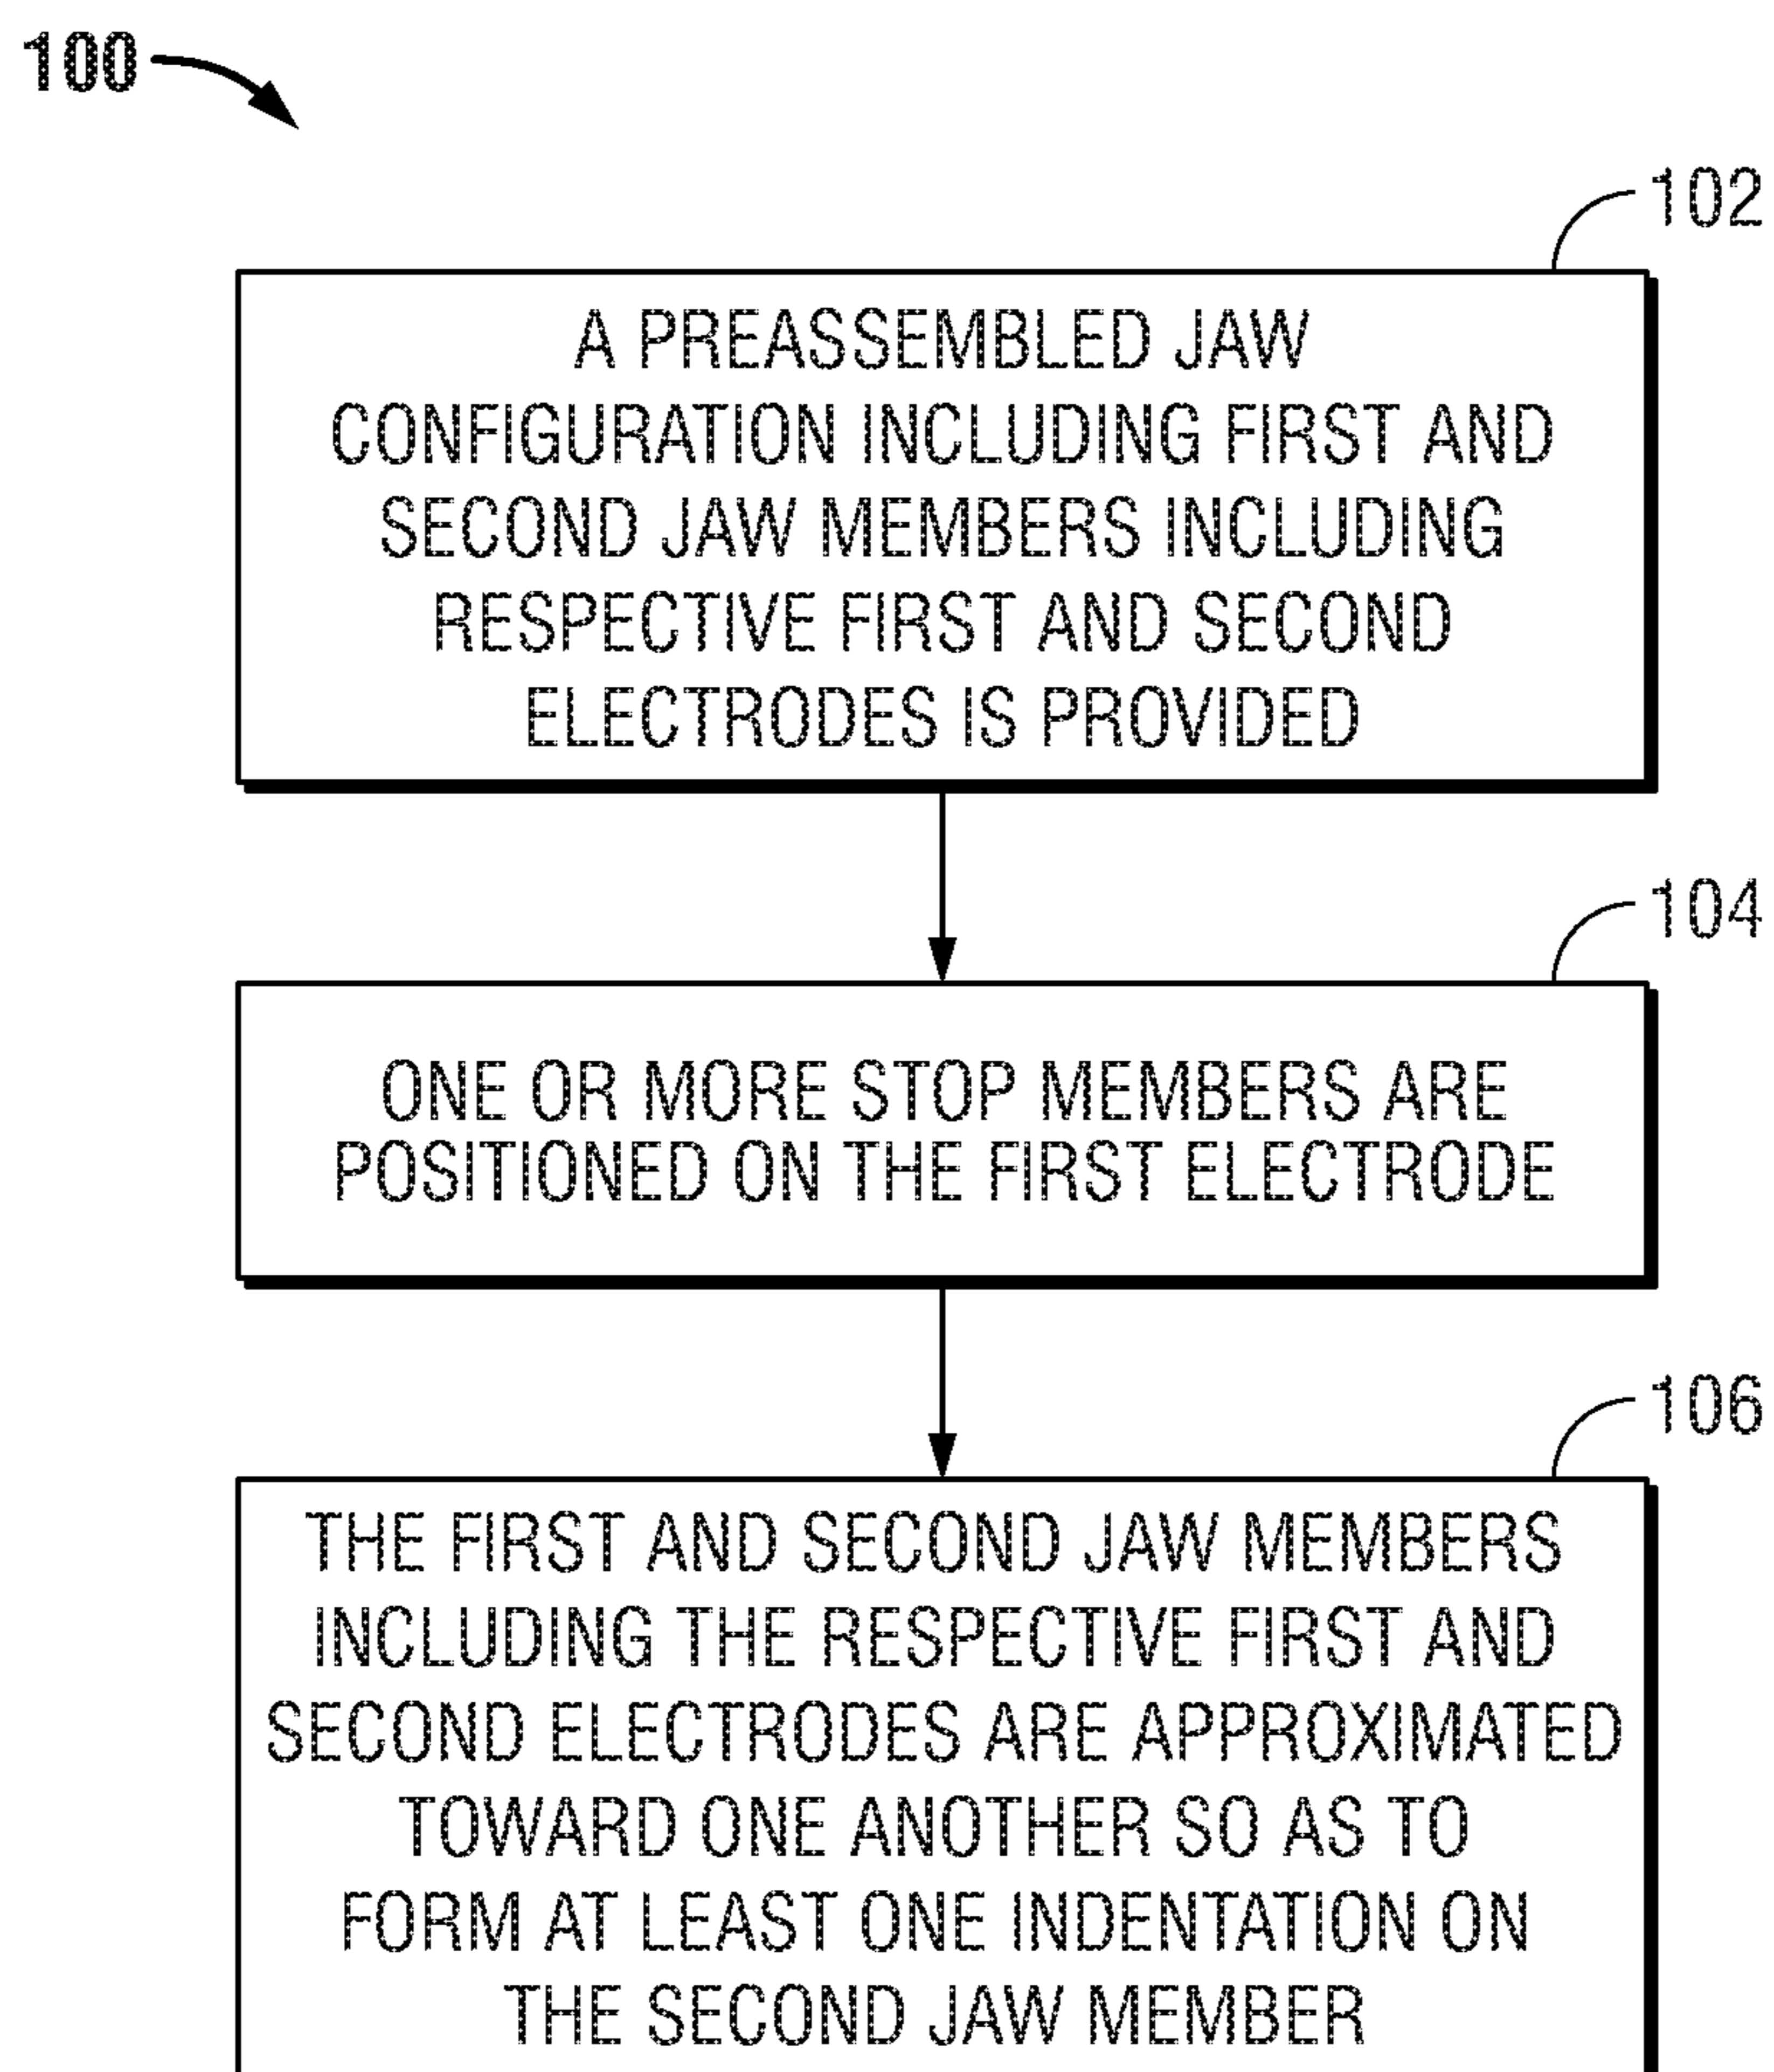 100
102
A PREASSEMBLED JAW
CONFIGURATION INCLUDING FIRST AND
SECOND JAW MEMBERS INCLUDING
RESPECTIVE FIRST AND SECOND
ELECTRODES IS PROVIDED
104
ONE OR MORE STOP MEMBERS ARE
POSITIONED ON THE FIRST ELECTRODE
106
THE FIRST AND SECOND JAW MEMBERS
INCLUDING THE RESPECTIVE FIRST AND
SECOND ELECTRODES ARE APPROXIMATED
TOWARD ONE ANOTHER SO AS TO
FORM AT LEAST ONE INDENTATION ON
THE SECOND JAW MEMBER